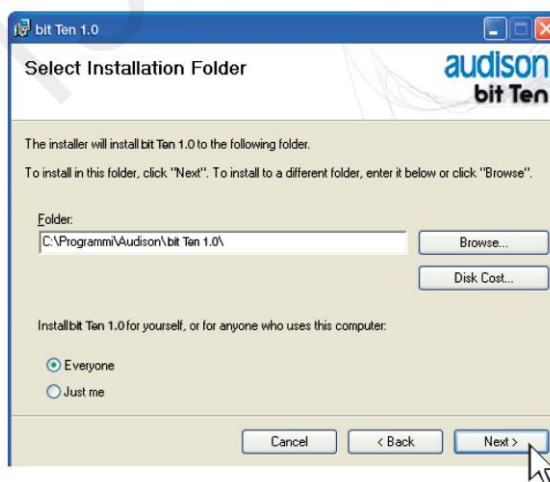 bit Ten 1.0
Select Installation Folder
audison
bit Ten
The installer will install bit Ten 1.0 to the following folder.
To install in this folder, click "Next". To install to a different folder, enter it below or click "Browse".
Folder:
C:\Programmi\Audison\bit Ten 1.0\
Browse...
Disk Cost...
Installbit Ten 1.0 for yourself, or for anyone who uses this computer:
Everyone
Just me
Cancel
< Back
Next >